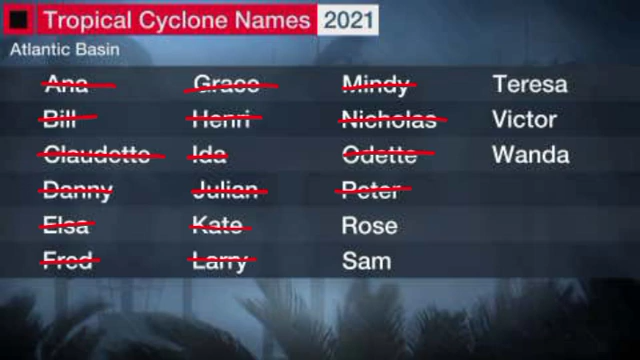 Tropical Cyclone Names 2021
Atlantic Basin
Ana Grace Mindy Teresa
Bill Henri Nicholas Victor
Claudette Ida Odette Wanda
Danny Julian Peter
Elsa Kate Rose
Fred Larry Sam